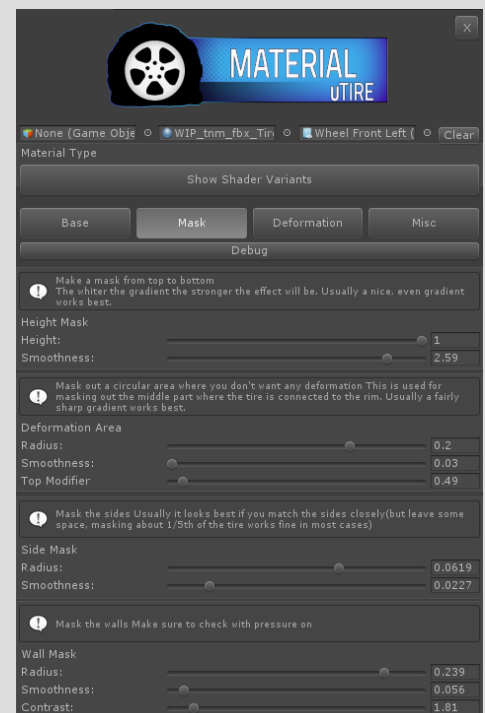 X
MATERIAL
uTIRE
None (Game Obje WIP_tnm_fbx_Tir Wheel Front Left ( Clear
Material Type
Show Shader Variants
Base Mask Deformation Misc
Debug
Make a mask from top to bottom
The whiter the gradient the stronger the effect will be. Usually a nice, even gradient
works best.
Height Mask
Height: 1
Smoothness: 2.59
Mask out a circular area where you don't want any deformation This is used for
masking out the middle part where the tire is connected to the rim. Usually a fairly
sharp gradient works best.
Deformation Area
Radius: 0.2
Smoothness: 0.03
Top Modifier 0.49
Mask the sides Usually it looks best if you match the sides closely(but leave some
space, masking about 1/5th of the tire works fine in most cases)
Side Mask
Radius: 0.0619
Smoothness: 0.0227
Mask the walls Make sure to check with pressure on
Wall Mask
Radius: 0.239
Smoothness: 0.056
Contrast: 1.81